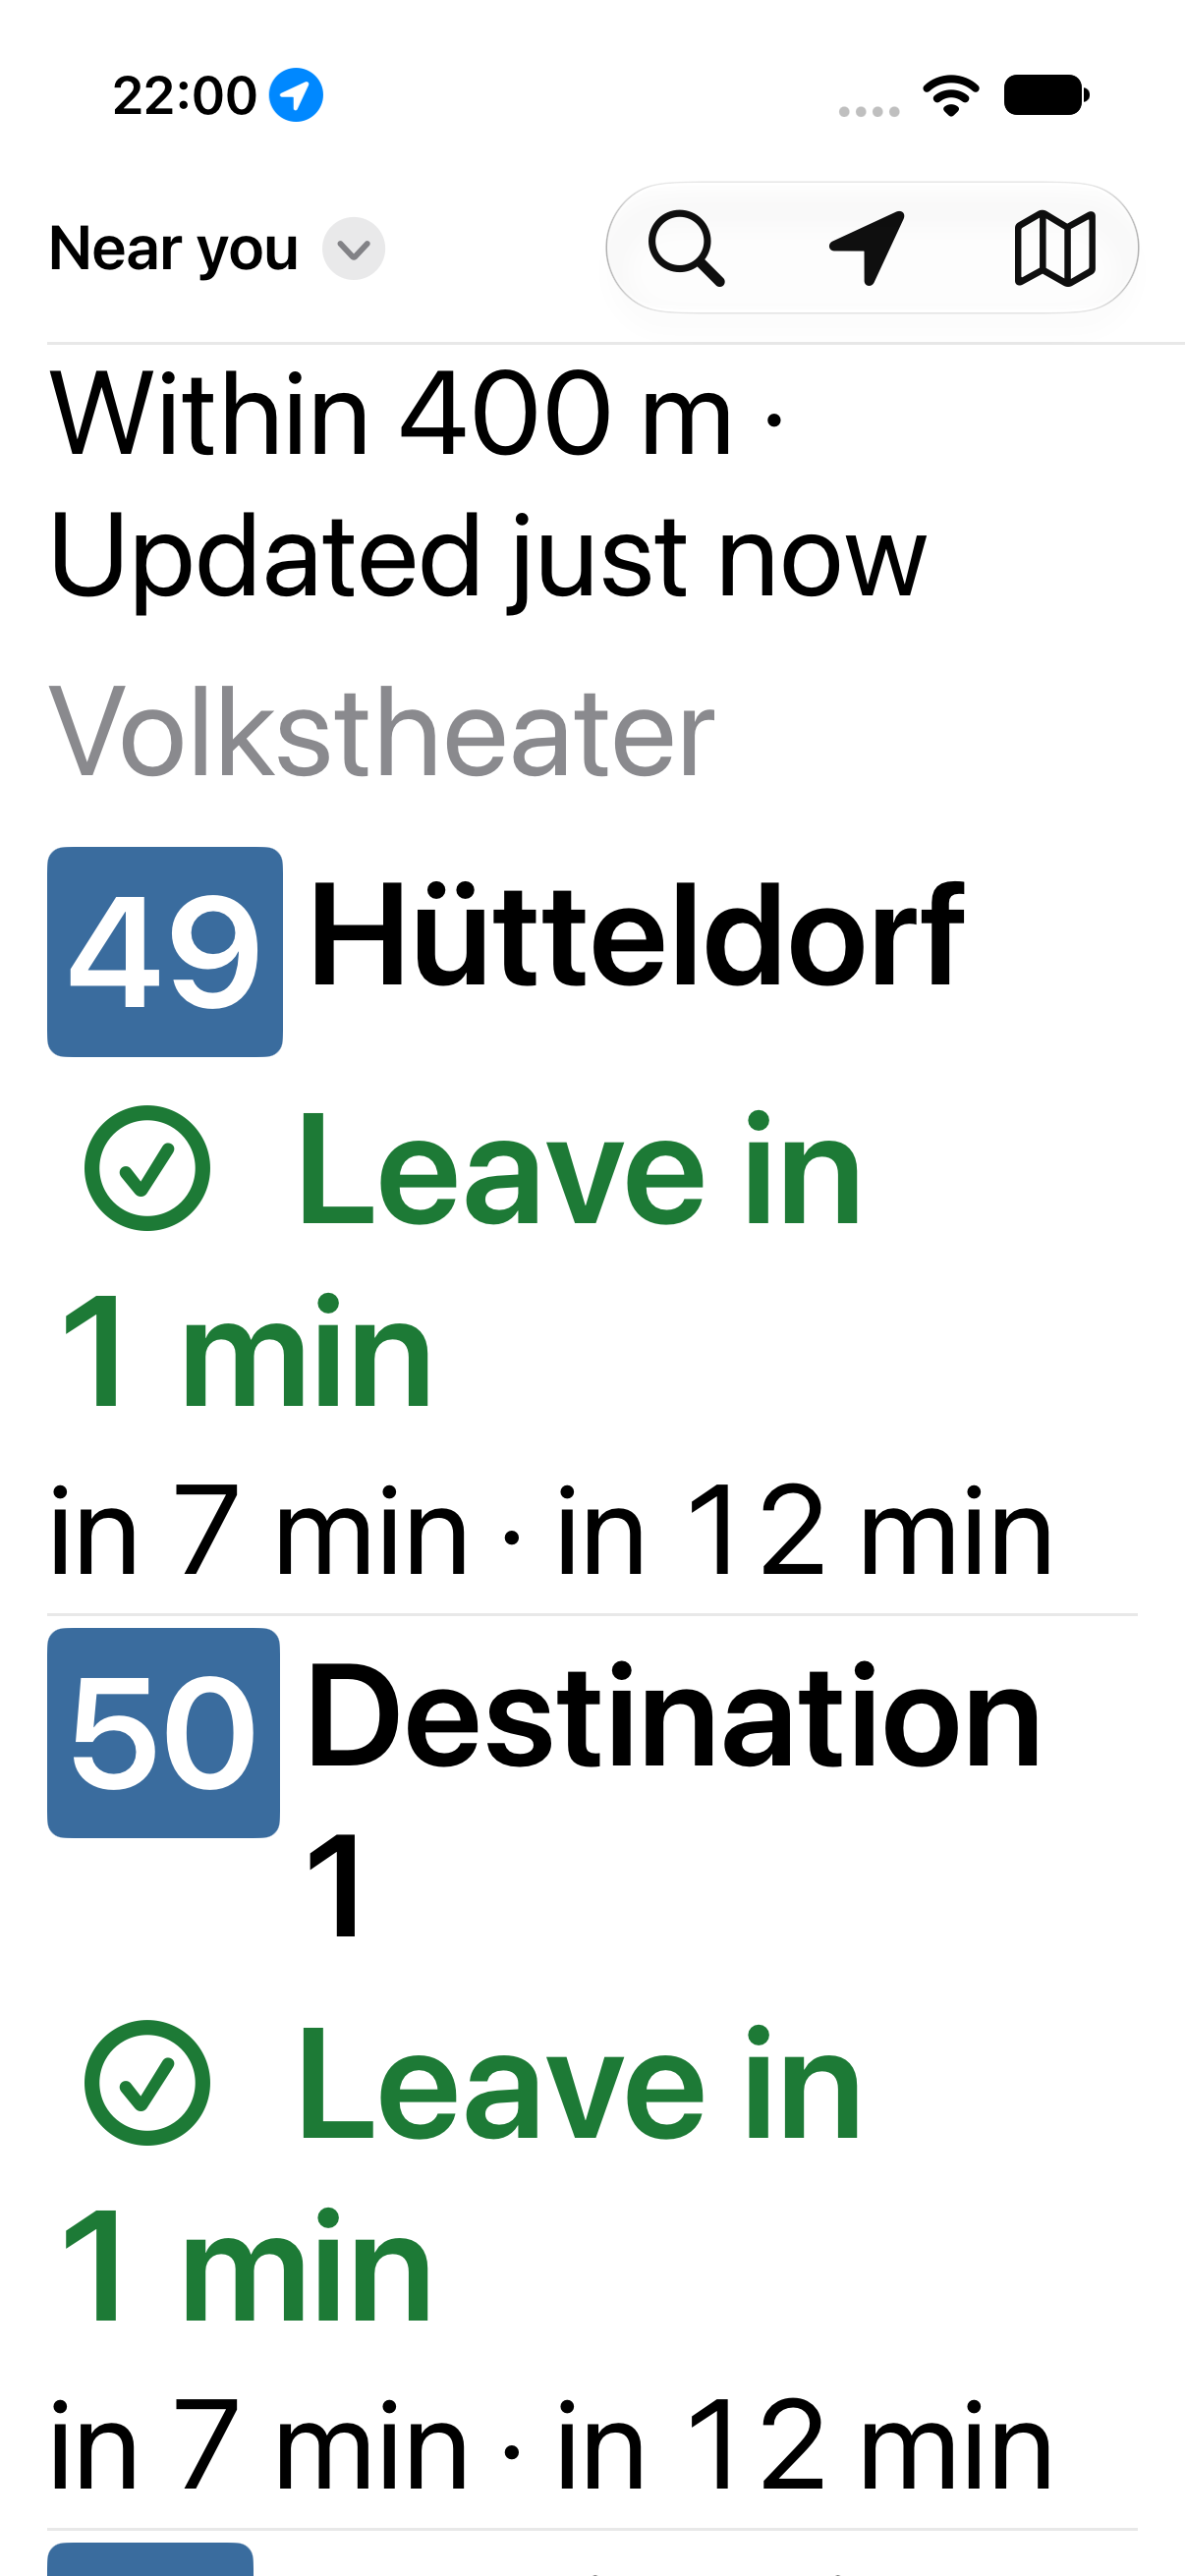 22:00
Near you
Within 400 m ·
Updated just now
Volkstheater
49 Hütteldorf
Leave in
1 min
in 7 min · in 12 min
50 Destination
1
Leave in
1 min
in 7 min · in 12 min